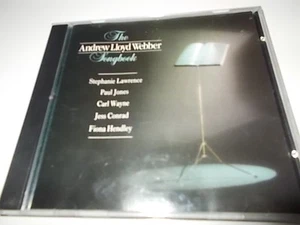 The
Andrew Lloyd Webber
Songbook
Stephanie Lawrence
Paul Jones
Carl Wayne
Jess Conrad
Fiona Hendley